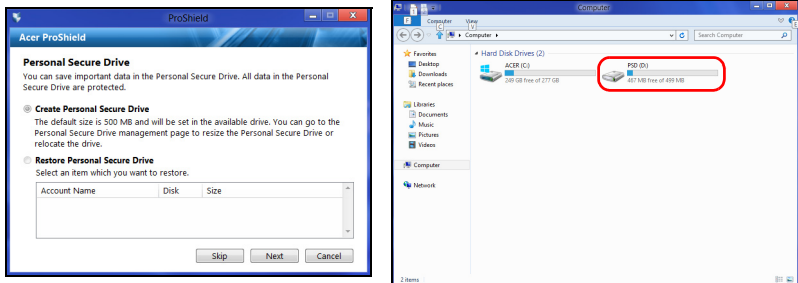 ProShield
Acer ProShield
Personal Secure Drive
You can save important data in the Personal Secure Drive. All data in the Personal
Secure Drive are protected.
Create Personal Secure Drive
The default size is 500 MB and will be set in the available drive. You can go to the
Personal Secure Drive management page to resize the Personal Secure Drive or
relocate the drive.
Restore Personal Secure Drive
Select an item which you want to restore.
Account Name Disk Size
Skip Next Cancel
Computer
F Computer View
C V E
Computer
Search Computer
Favorites
Desktop
Downloads
Recent places
Libraries
Documents
Music
Pictures
Videos
Computer
Network
Hard Disk Drives (2)
ACER (C:)
249 GB free of 277 GB
PSD (D:)
467 MB free of 499 MB
2 items